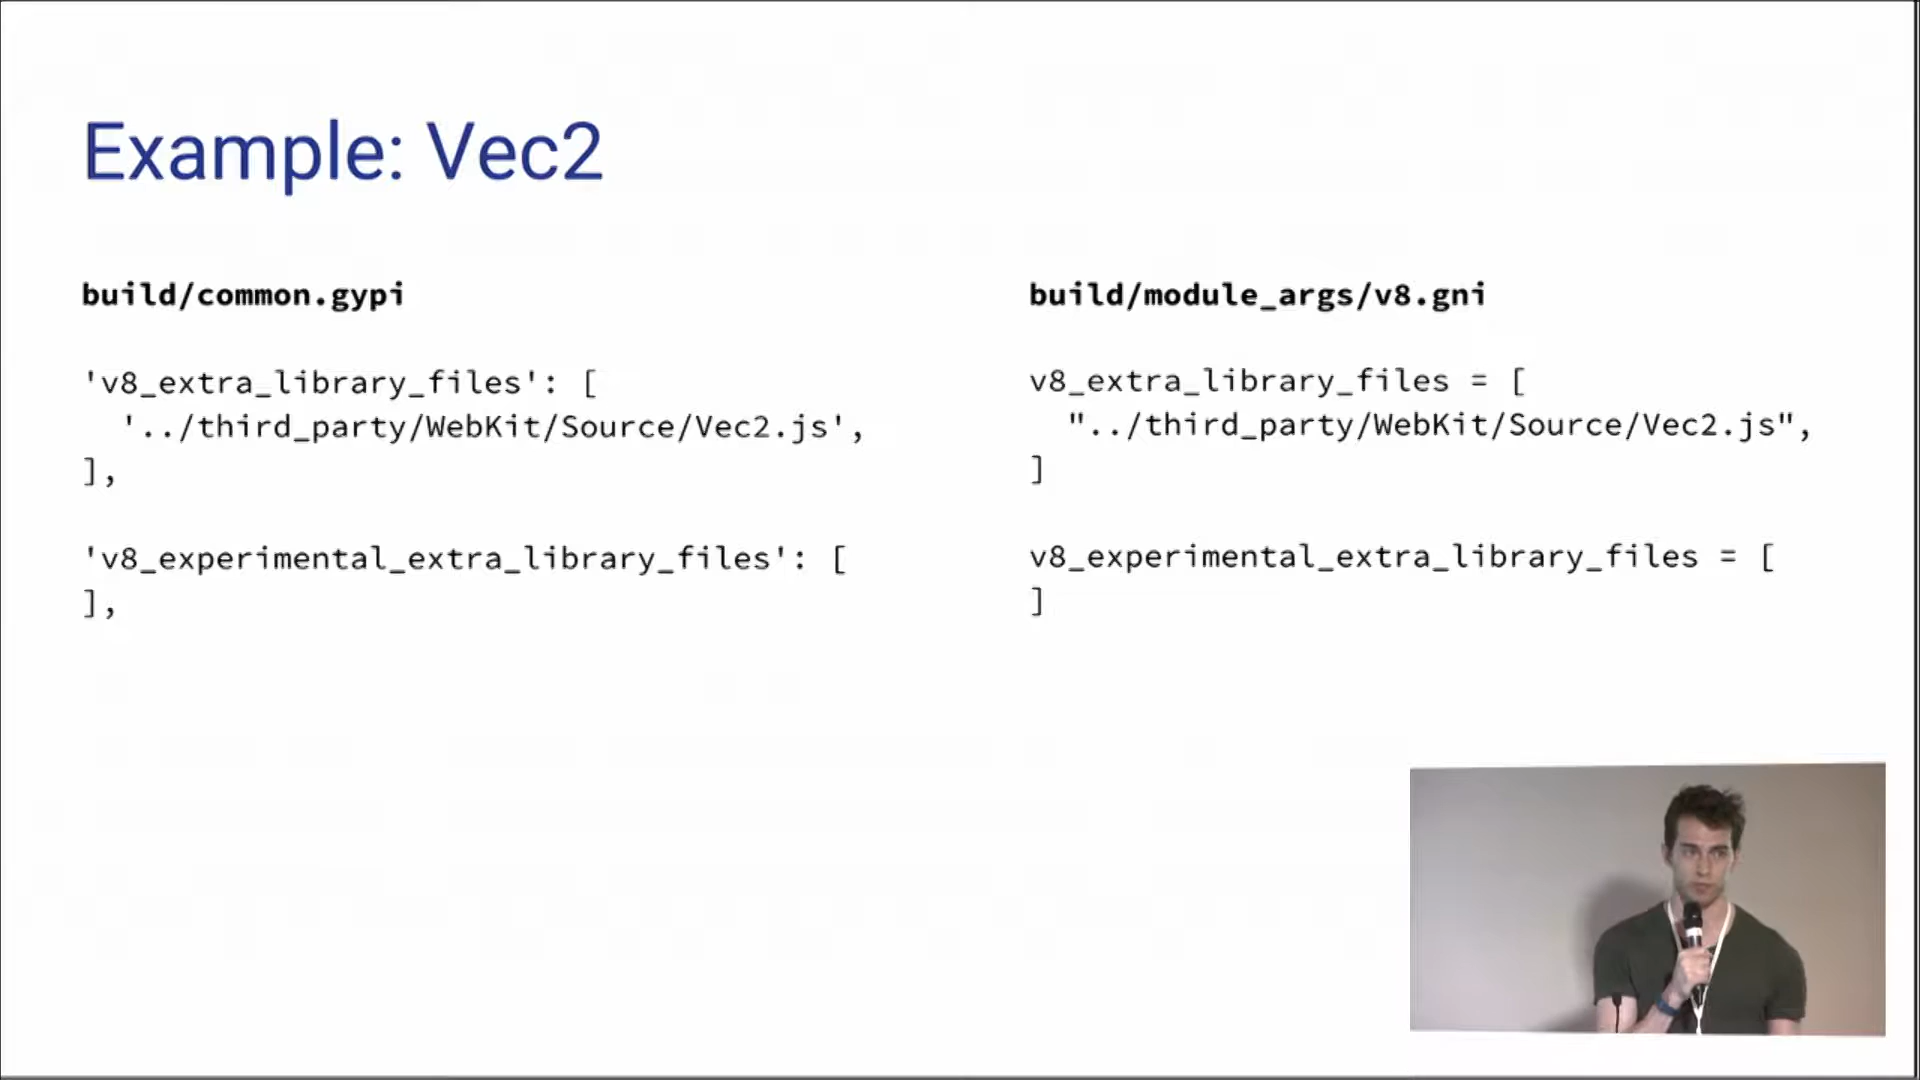 Example: Vec2
build/common.gypi
'v8_extra_library_files': [
'../third_party/WebKit/Source/Vec2.js',
],
'v8_experimental_extra_library_files': [
],
build/module_args/v8.gni
v8_extra_library_files = [
"../third_party/WebKit/Source/Vec2.js",
]
v8_experimental_extra_library_files = [
]